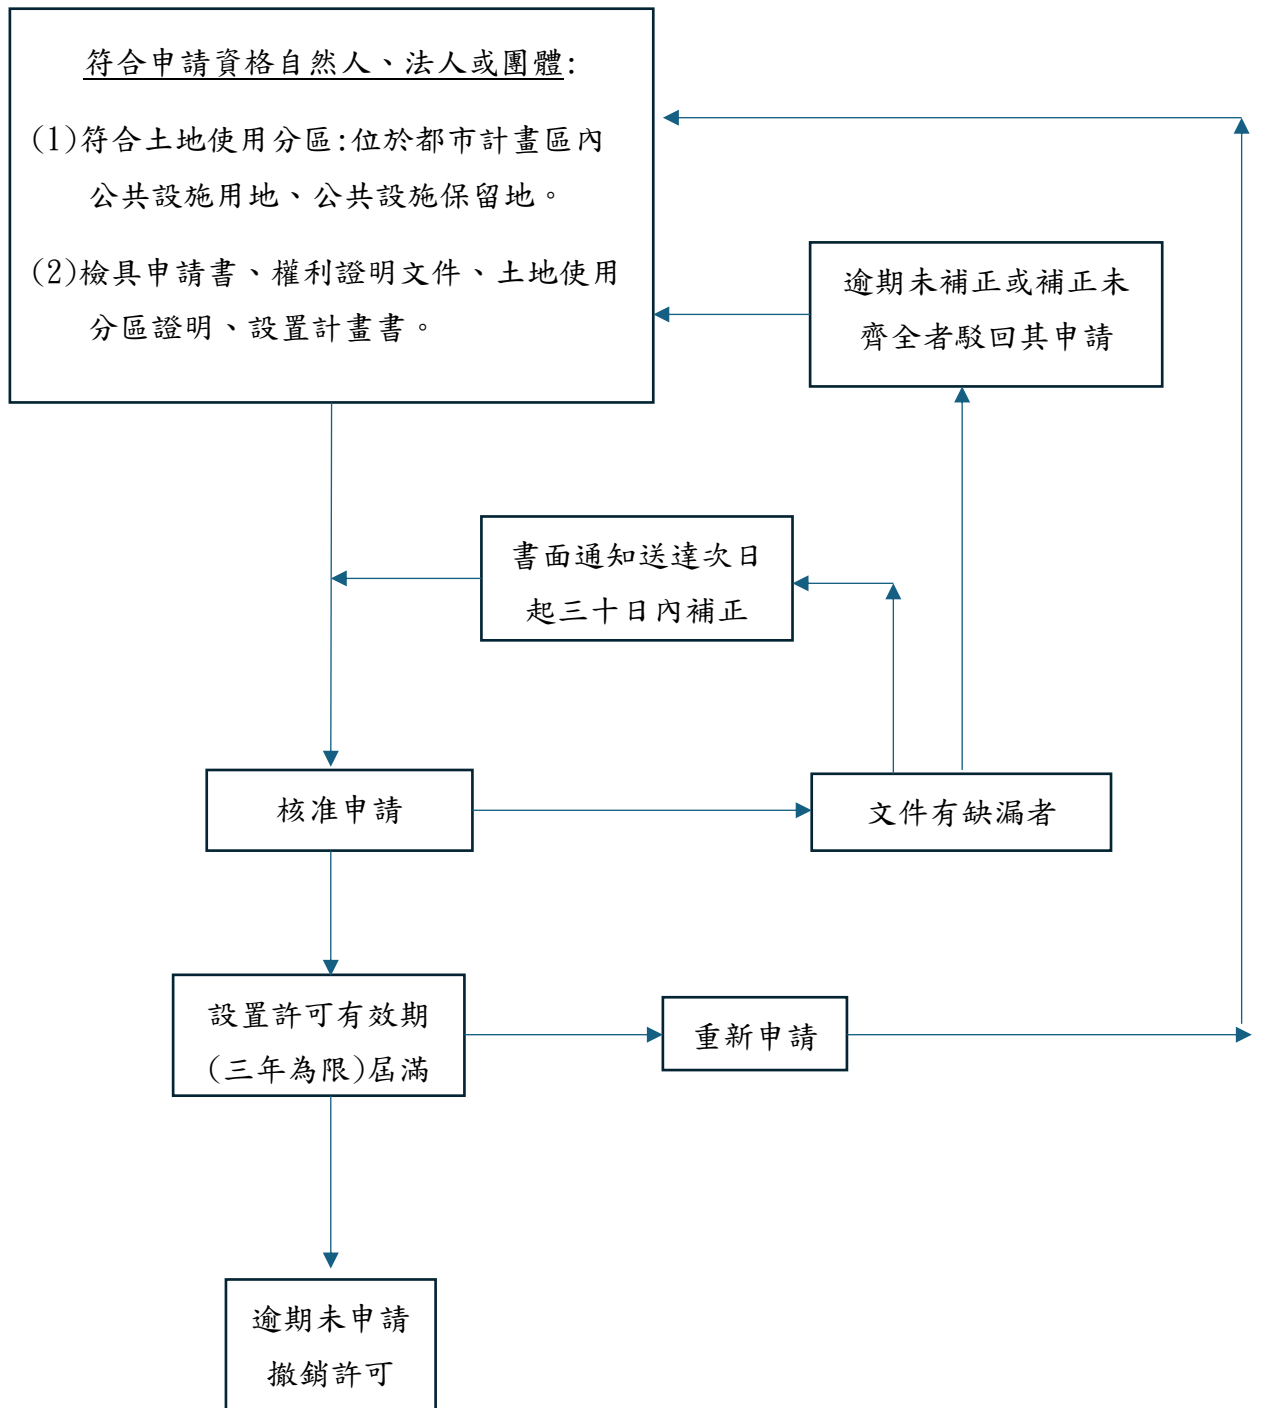 符合申請資格自然人、法人或團體:
(1)符合土地使用分區:位於都市計畫區內
公共設施用地、公共設施保留地。
(2)檢具申請書、權利證明文件、土地使用
分區證明、設置計畫書。
逾期未補正或補正未
齊全者駁回其申請
書面通知送達次日
起三十日內補正
核准申請
文件有缺漏者
設置許可有效期
(三年為限)屆滿
重新申請
逾期未申請
撤銷許可